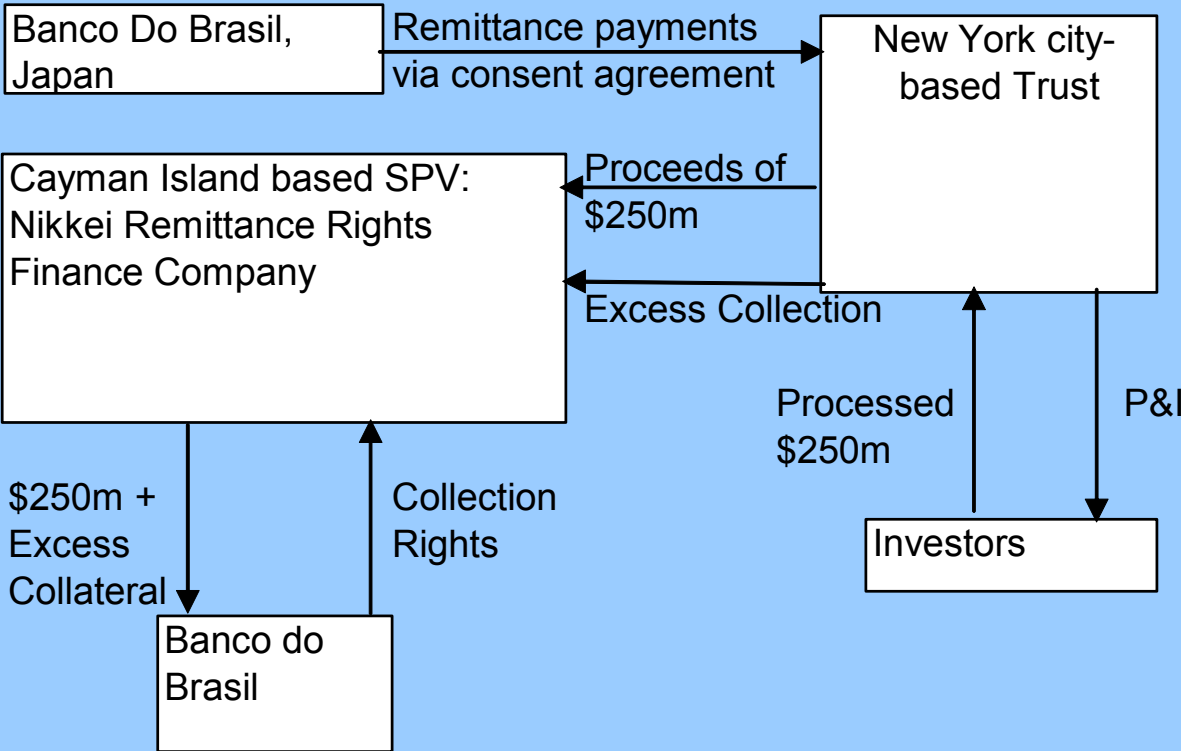 Banco Do Brasil,
Japan
Remittance payments
via consent agreement
New York city-
based Trust
Cayman Island based SPV:
Nikkei Remittance Rights
Finance Company
Proceeds of
$250m
Excess Collection
Processed
$250m
P&I
$250m +
Excess
Collateral
Collection
Rights
Investors
Banco do
Brasil